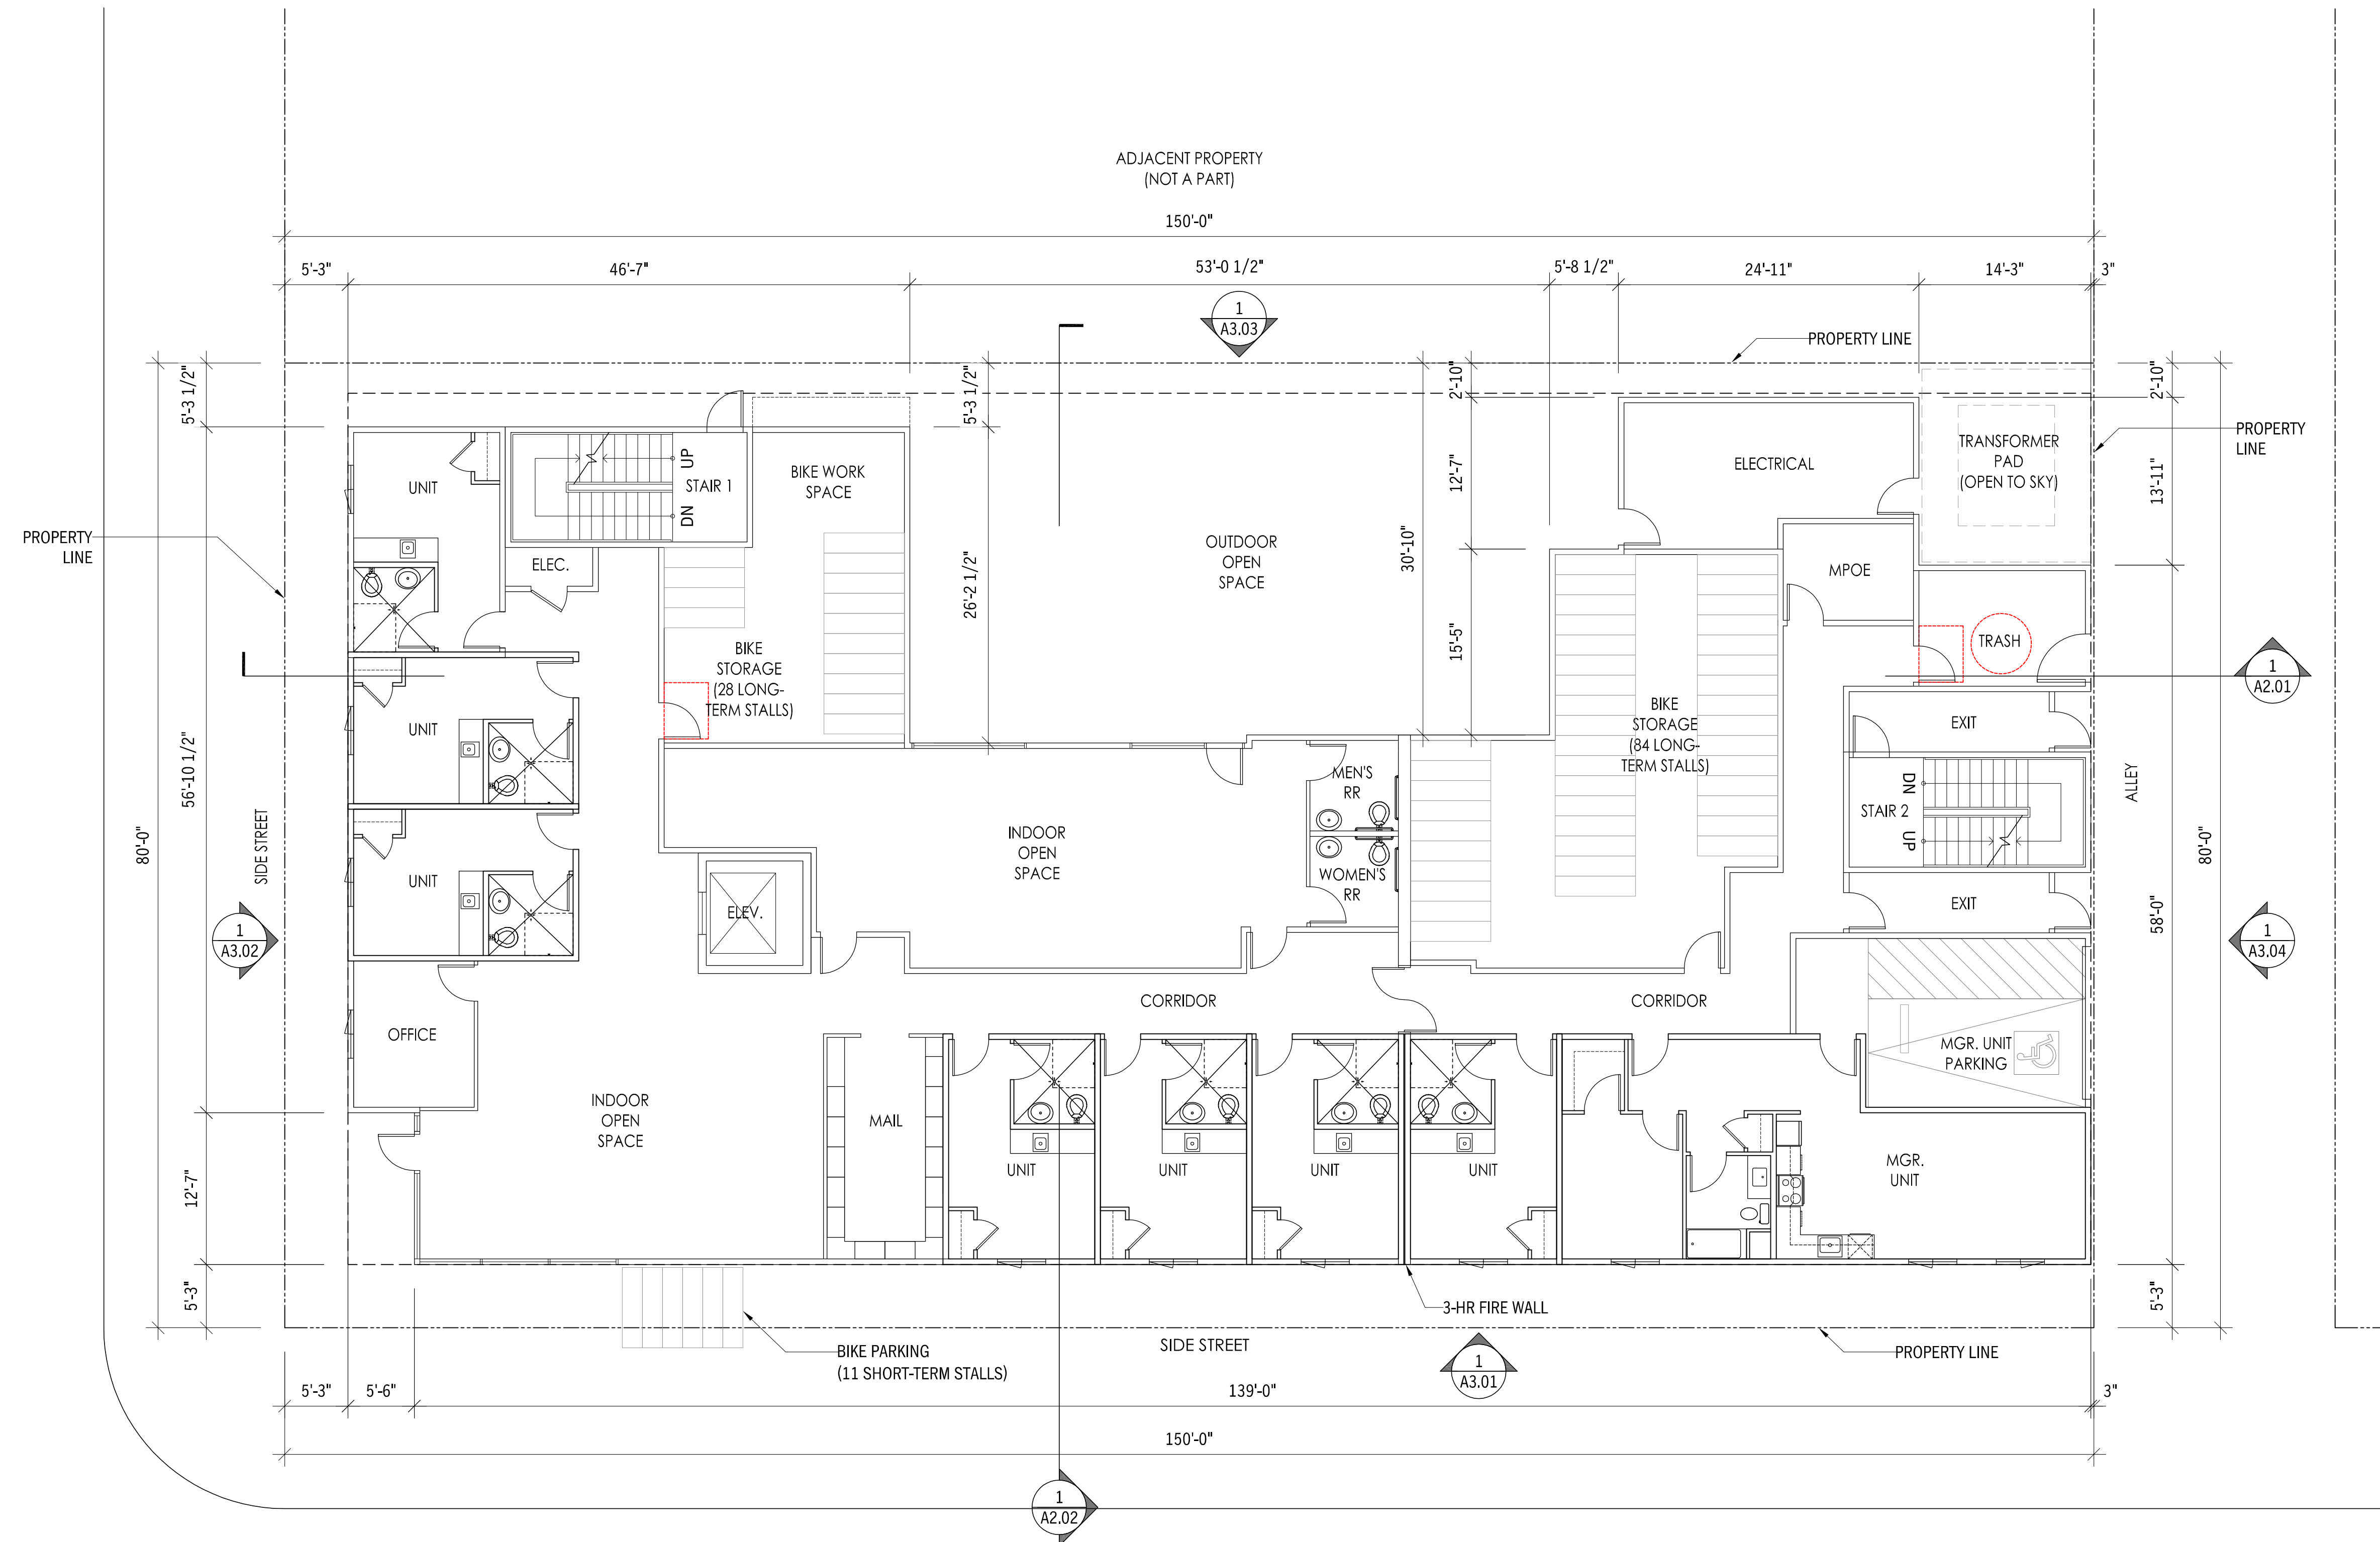 ADJACENT PROPERTY
(NOT A PART)
150'-0"
5'-3"
46'-7"
53'-0 1/2"
5'-8 1/2"
24'-11"
14'-3"
3"
1
A3.03
PROPERTY LINE
5'-3 1/2"
5'-3 1/2"
2'-10"
2'-10"
PROPERTY
LINE
UNIT
UP
STAIR 1
DN
BIKE WORK
SPACE
ELECTRICAL
TRANSFORMER
PAD
(OPEN TO SKY)
12'-7"
13'-11"
PROPERTY
LINE
ELEC.
OUTDOOR
OPEN
SPACE
30'-10"
26'-2 1/2"
MPOE
15'-5"
BIKE
STORAGE
(28 LONG-
TERM STALLS)
TRASH
1
A2.01
BIKE
STORAGE
(84 LONG-
TERM STALLS)
UNIT
EXIT
56'-10 1/2"
MEN'S
RR
DN
STAIR 2
UP
ALLEY
80'-0"
SIDE STREET
INDOOR
OPEN
SPACE
80'-0"
UNIT
WOMEN'S
RR
ELEV.
EXIT
58'-0"
1
A3.02
1
A3.04
CORRIDOR
CORRIDOR
OFFICE
MGR. UNIT
PARKING
INDOOR
OPEN
SPACE
MAIL
UNIT
UNIT
UNIT
UNIT
MGR.
UNIT
12'-7"
5'-3"
5'-3"
3-HR FIRE WALL
SIDE STREET
BIKE PARKING
(11 SHORT-TERM STALLS)
1
A3.01
PROPERTY LINE
5'-3"
5'-6"
139'-0"
3"
150'-0"
1
A2.02